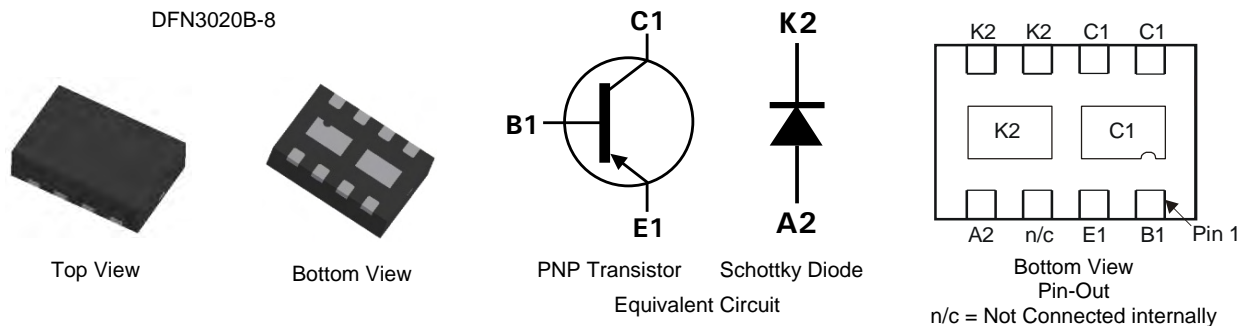 DFN3020B-8
Top View
Bottom View
C1
B1
E1
K2
A2
PNP Transistor
Schottky Diode
Equivalent Circuit
K2 K2 C1 C1
K2 C1
A2 n/c E1 B1 Pin 1
Bottom View
Pin-Out
n/c = Not Connected internally